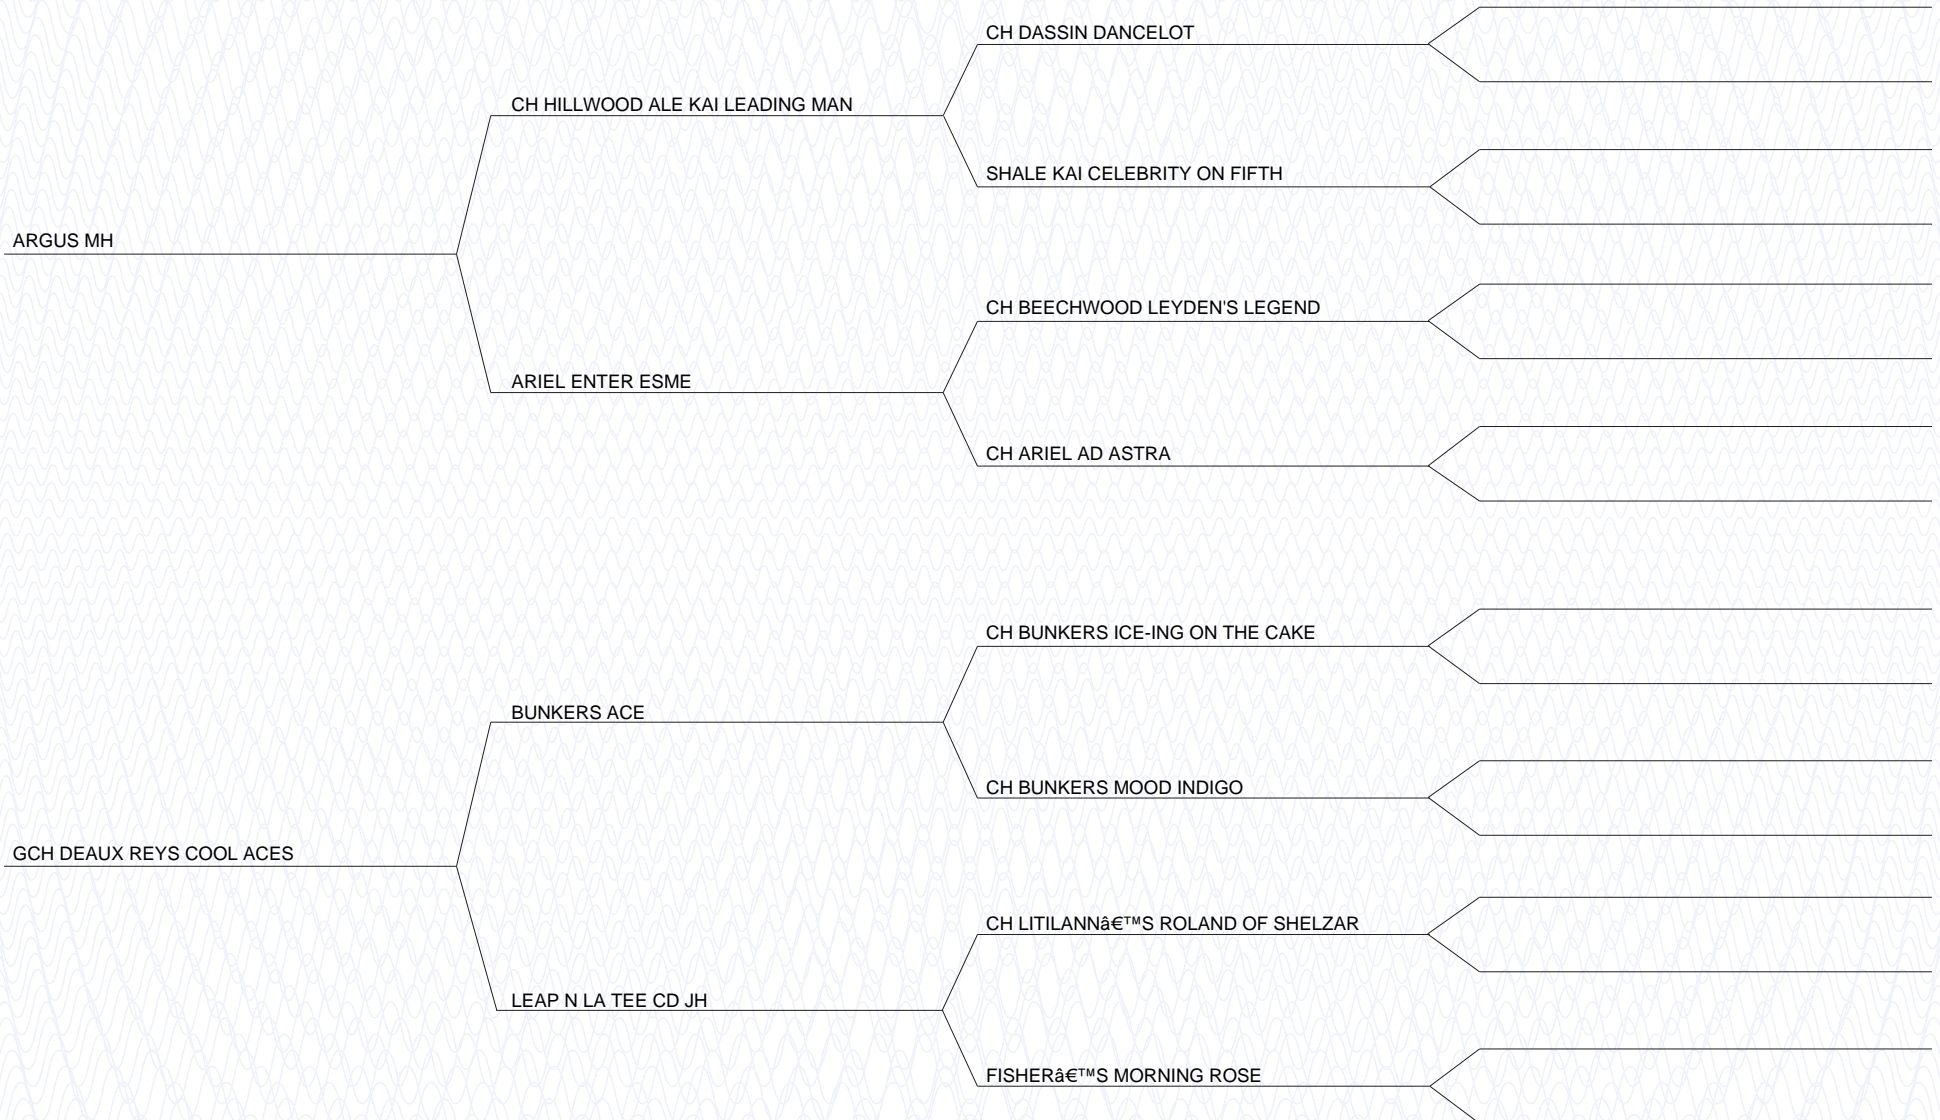 CH DASSIN DANCELOT
CH HILLWOOD ALE KAI LEADING MAN
SHALE KAI CELEBRITY ON FIFTH
ARGUS MH
CH BEECHWOOD LEYDEN'S LEGEND
ARIEL ENTER ESME
CH ARIEL AD ASTRA
CH BUNKERS ICE-ING ON THE CAKE
BUNKERS ACE
CH BUNKERS MOOD INDIGO
GCH DEAUX REYS COOL ACES
CH LITILANNâ€™S ROLAND OF SHELZAR
LEAP N LA TEE CD JH
FISHERâ€™S MORNING ROSE